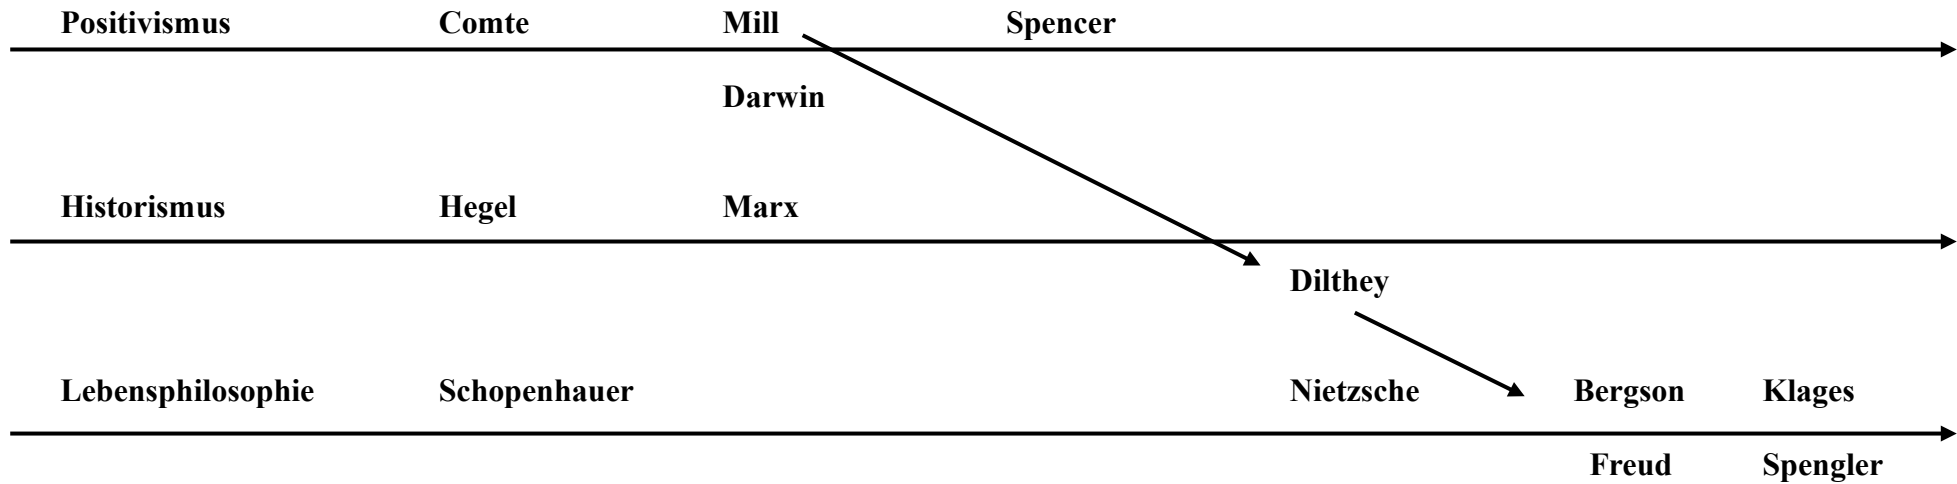 Positivismus Comte Mill Spencer
Darwin
Historismus Hegel Marx
Dilthey
Lebensphilosophie Schopenhauer Nietzsche Bergson Klages
Freud Spengler